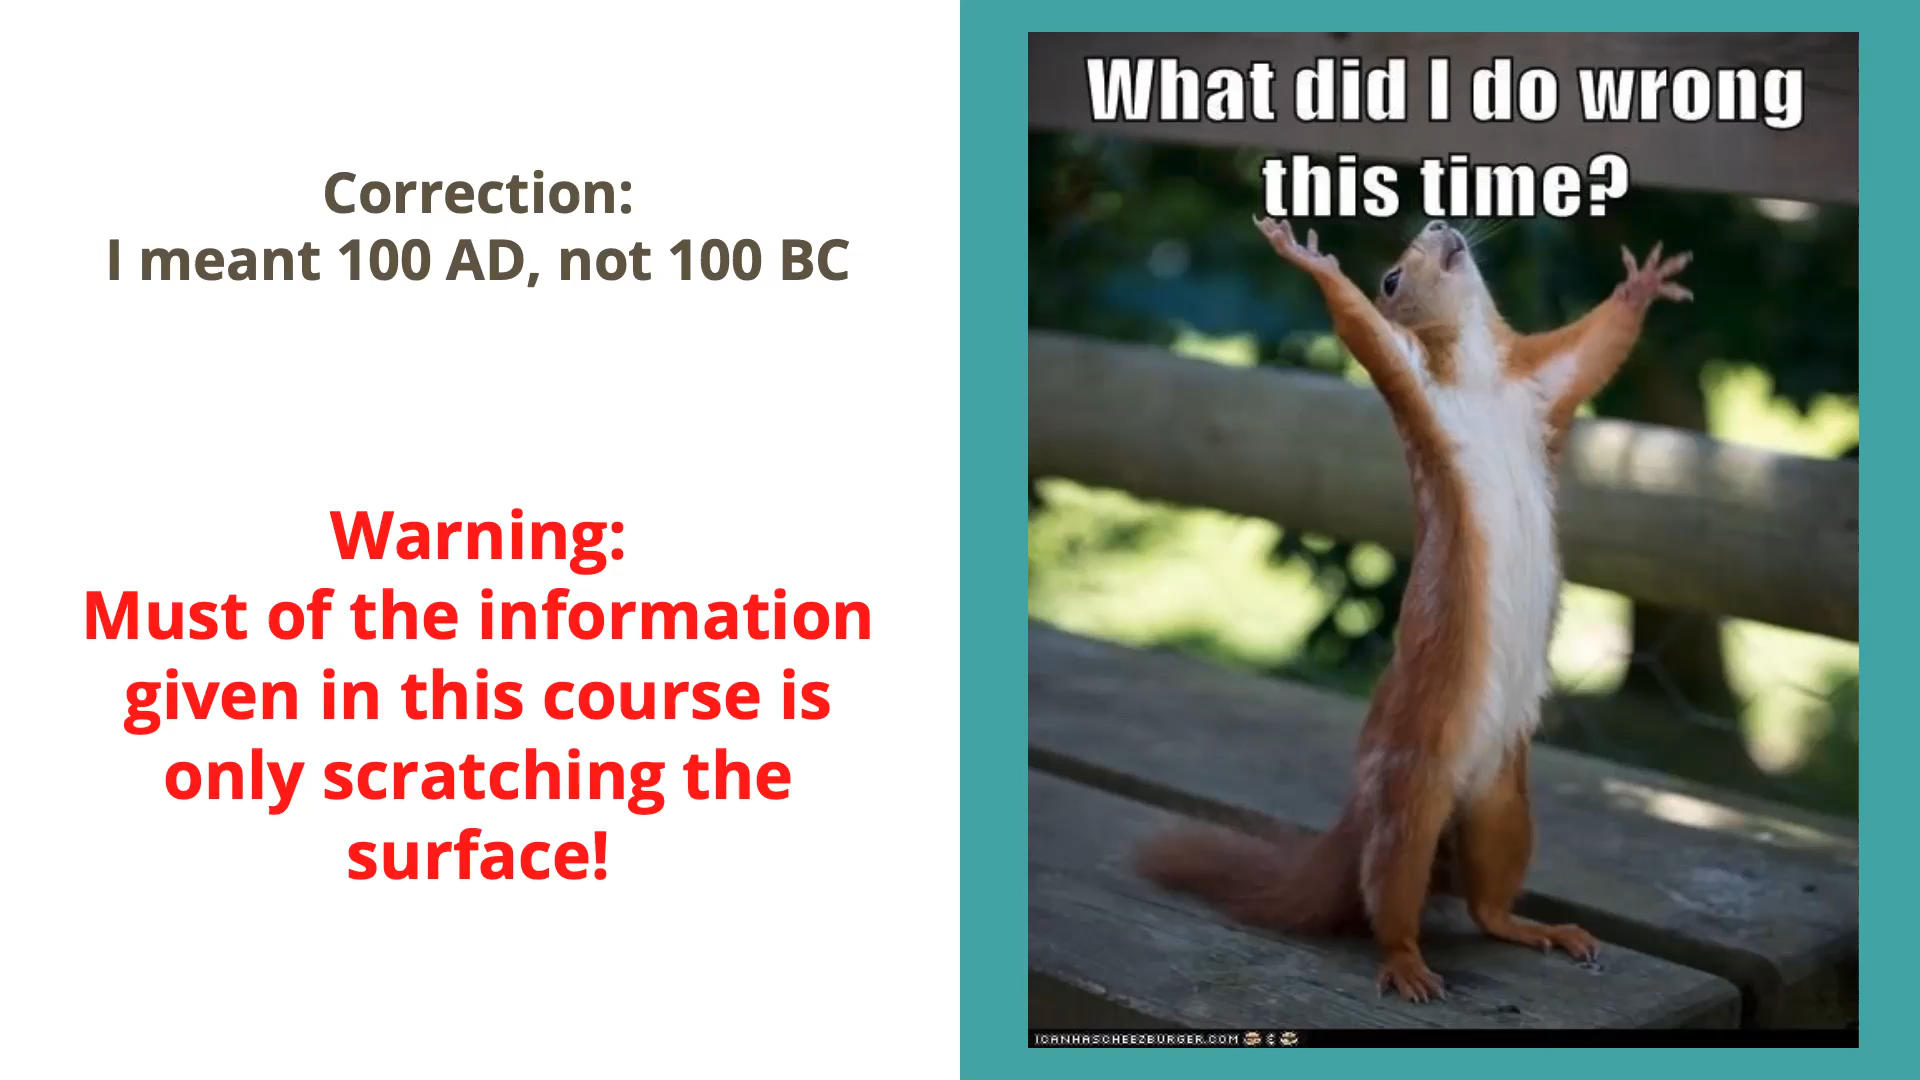 Correction:
I meant 100 AD, not 100 BC
Warning:
Must of the information
given in this course is
only scratching the
surface!
What did I do wrong
this time?
ICANHASCHEEZBURGER.COM